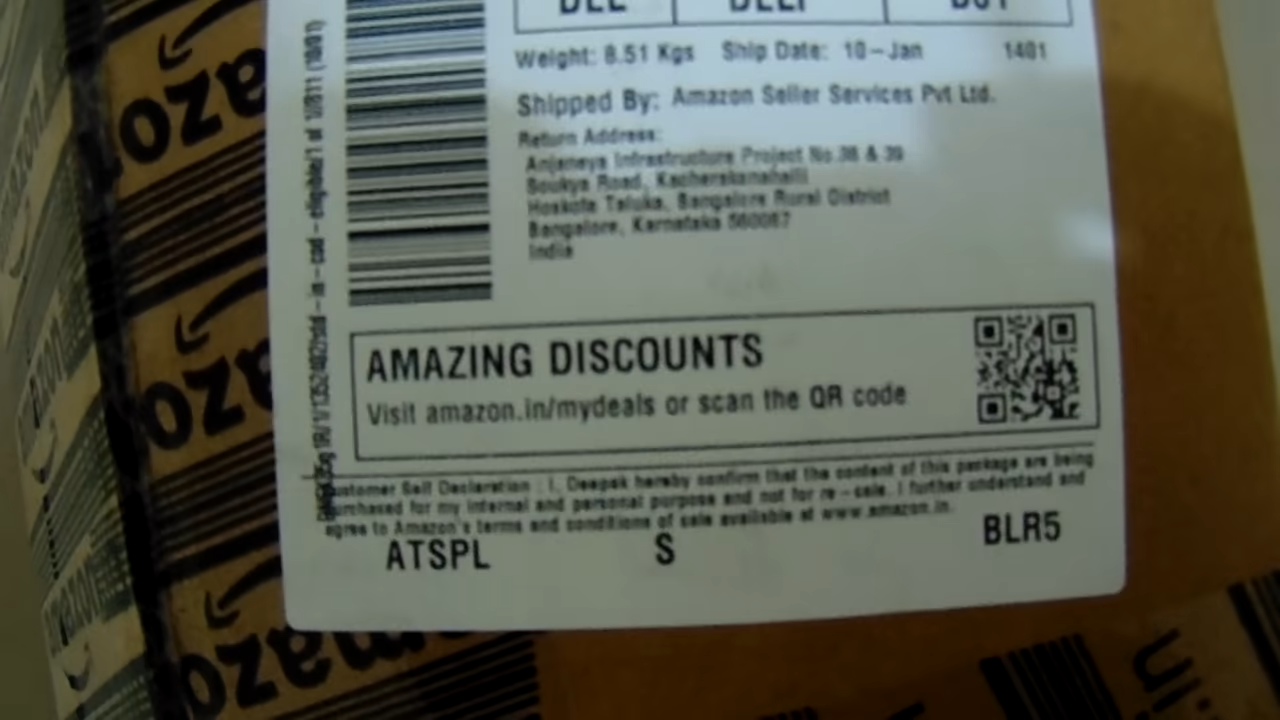 Weight: 8.51 Kgs Ship Date: 10-Jan 1401
Shipped By: Amazon Seller Services Pvt Ltd.
Return Address:
Anjaneya Infrastructure Project No.38 & 39
Soukya Road, Kacherakanahalli
Hoskote Taluka, Bangalore Rural District
Bangalore, Karnataka 560067
India
AMAZING DISCOUNTS
Visit amazon.in/mydeals or scan the QR code
Customer Self Declaration : I, Deepak hereby confirm that the content of this package are being
purchased for my internal and personal purpose and not for re-sale. I further understand and
agree to Amazon's terms and conditions of sale available at www.amazon.in.
ATSPL S BLR5